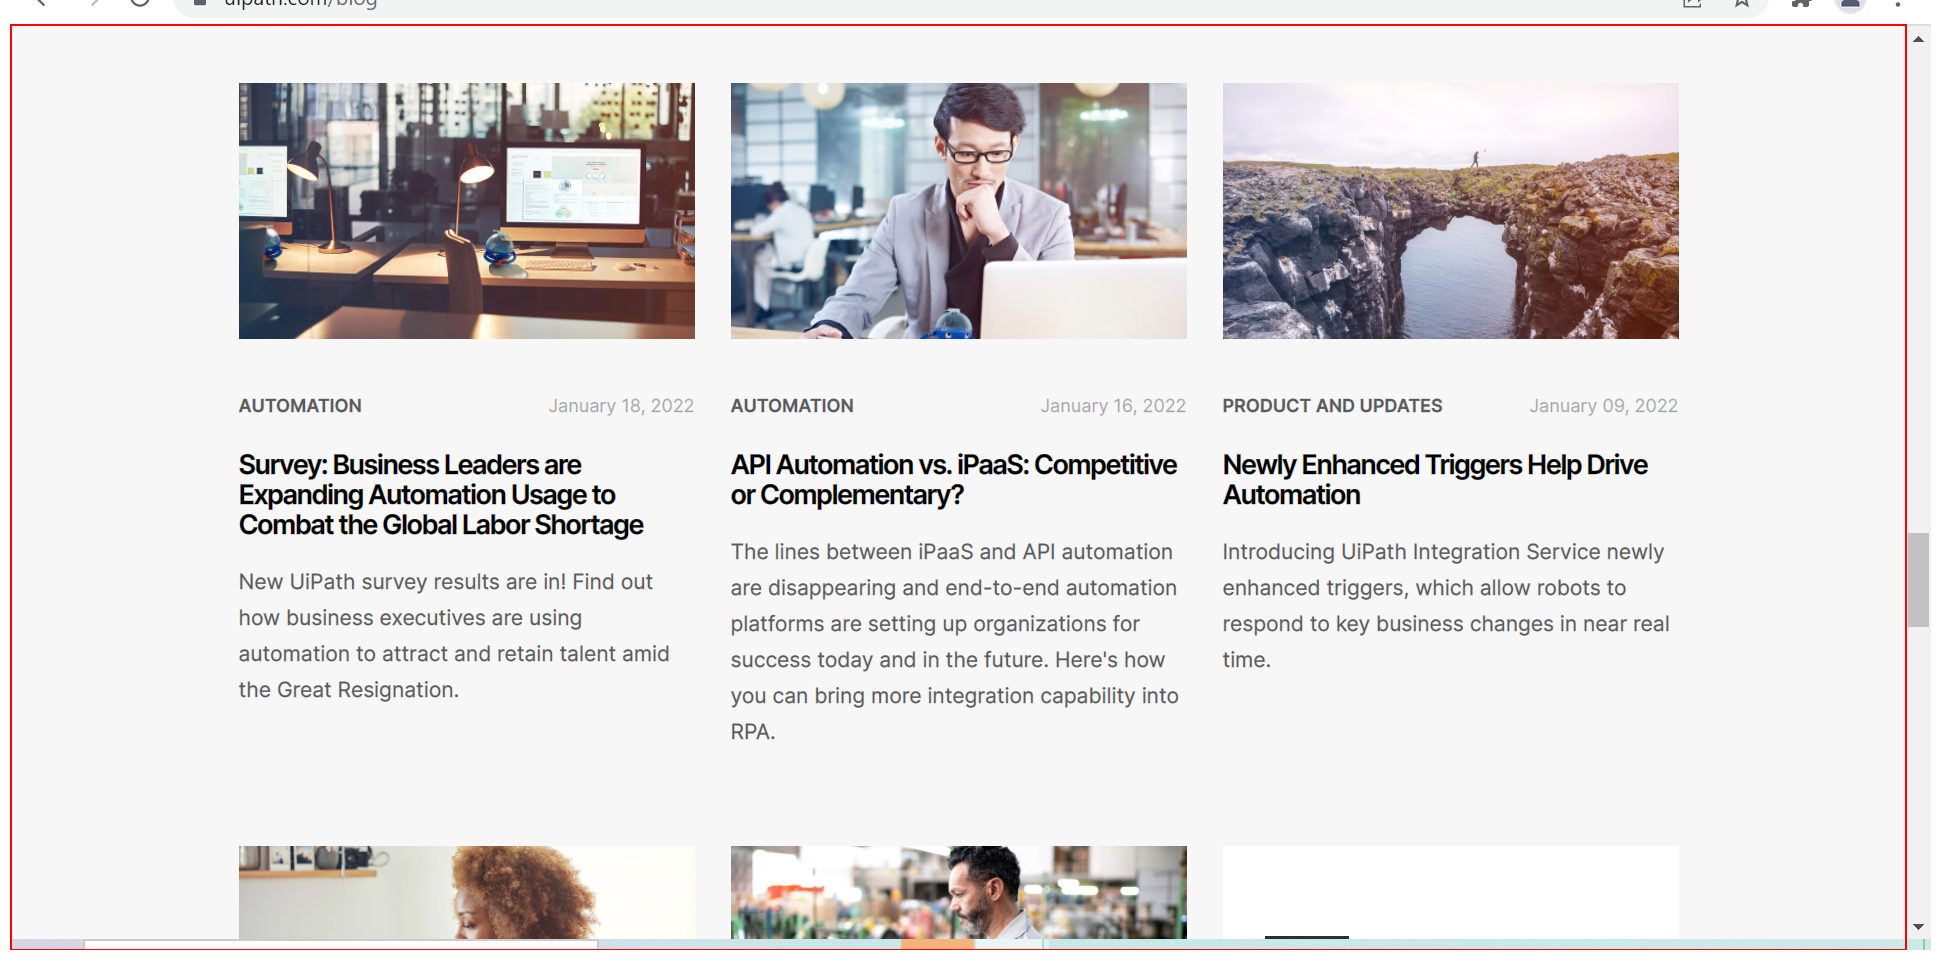 uipath.com/blog
AUTOMATION January 18, 2022
Survey: Business Leaders are
Expanding Automation Usage to
Combat the Global Labor Shortage
New UiPath survey results are in! Find out
how business executives are using
automation to attract and retain talent amid
the Great Resignation.
AUTOMATION January 16, 2022
API Automation vs. iPaaS: Competitive
or Complementary?
The lines between iPaaS and API automation
are disappearing and end-to-end automation
platforms are setting up organizations for
success today and in the future. Here's how
you can bring more integration capability into
RPA.
PRODUCT AND UPDATES January 09, 2022
Newly Enhanced Triggers Help Drive
Automation
Introducing UiPath Integration Service newly
enhanced triggers, which allow robots to
respond to key business changes in near real
time.